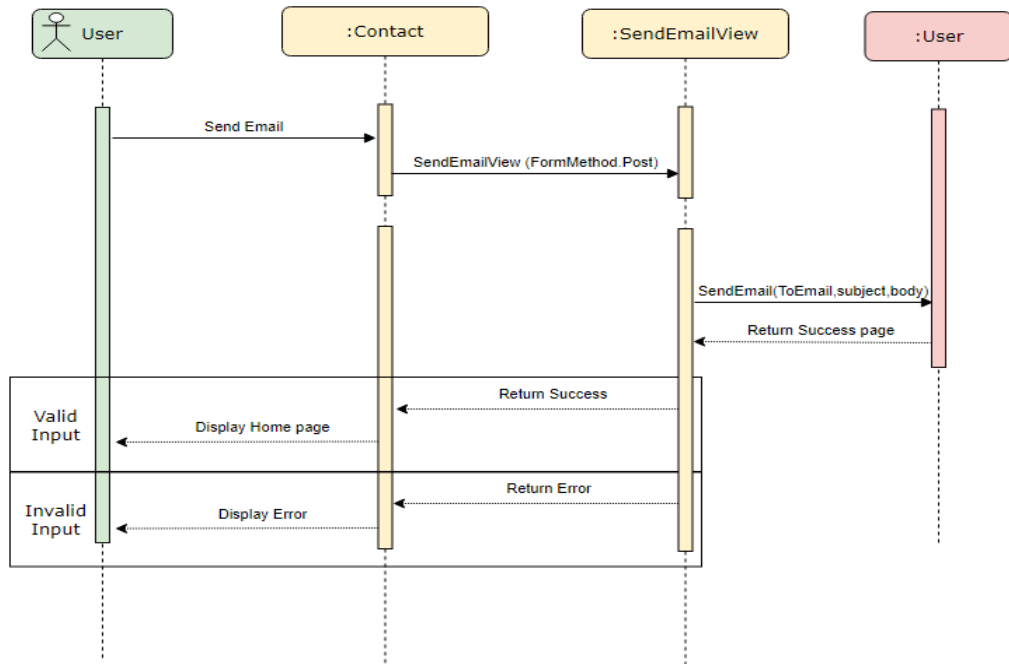 User
:Contact
:SendEmailView
:User
Send Email
SendEmailView (FormMethod.Post)
SendEmail(ToEmail,subject,body)
Return Success page
Valid
Input
Return Success
Display Home page
Invalid
Input
Return Error
Display Error